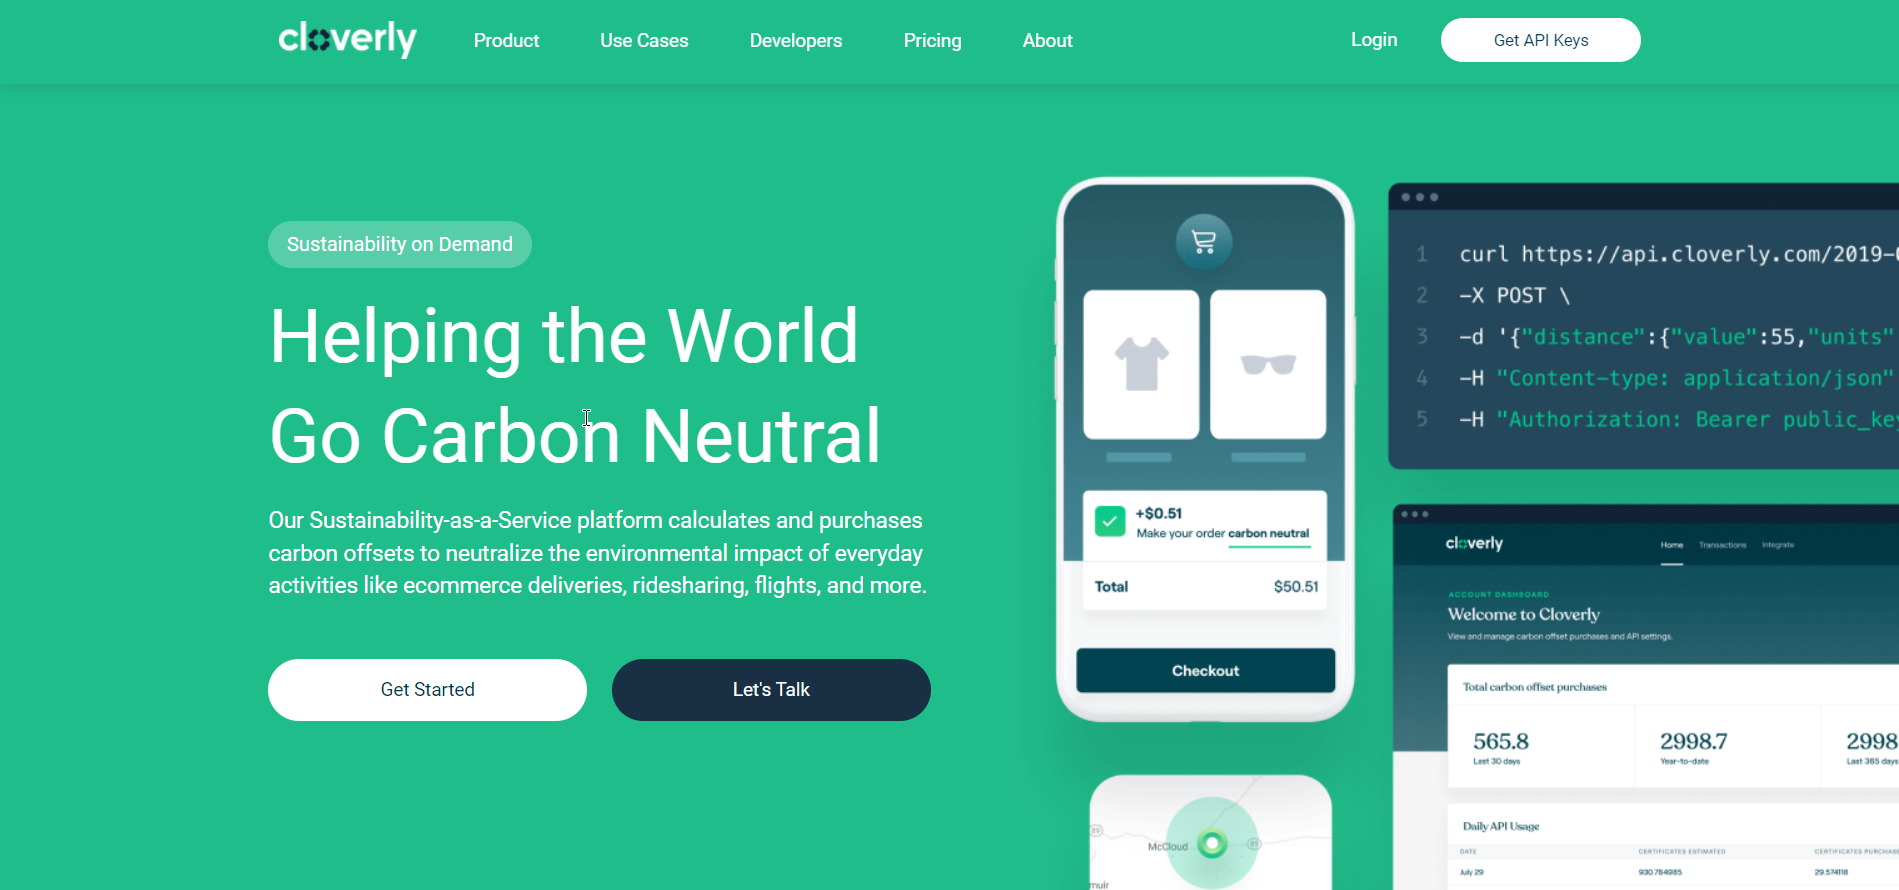 cloverly
Product
Use Cases
Developers
Pricing
About
Login
Get API Keys
Sustainability on Demand
Helping the World
Go Carbon Neutral
Our Sustainability-as-a-Service platform calculates and purchases
carbon offsets to neutralize the environmental impact of everyday
activities like ecommerce deliveries, ridesharing, flights, and more.
Get Started
Let's Talk
+$0.51
Make your order carbon neutral
Total $50.51
Checkout
89
McCloud
89
muir
1 curl https://api.cloverly.com/2019-
2 -X POST \
3 -d '{"distance":{"value":55,"units"
4 -H "Content-type: application/json"
5 -H "Authorization: Bearer public_key
cloverly
Home
Transactions
Integrate
ACCOUNT DASHBOARD
Welcome to Cloverly
View and manage carbon offset purchases and API settings.
Total carbon offset purchases
565.8
Last 30 days
2998.7
Year-to-date
2998
Last 365 days
Daily API Usage
DATE CERTIFICATES ESTIMATED CERTIFICATES PURCHASE
July 29 930.784985 29.574118